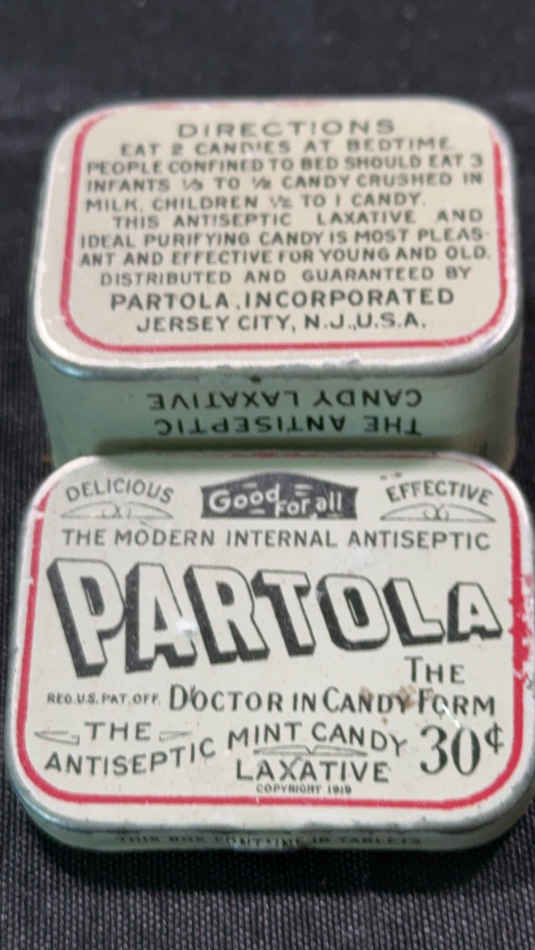 DIRECTIONS
EAT 2 CANDIES AT BEDTIME
PEOPLE CONFINED TO BED SHOULD EAT 3
INFANTS ⅓ TO ½ CANDY CRUSHED IN
MILK, CHILDREN ½ TO 1 CANDY.
THIS ANTISEPTIC LAXATIVE AND
IDEAL PURIFYING CANDY IS MOST PLEAS-
ANT AND EFFECTIVE FOR YOUNG AND OLD.
DISTRIBUTED AND GUARANTEED BY
PARTOLA. INCORPORATED
JERSEY CITY, N.J., U.S.A.
THE ANTISEPTIC
CANDY LAXATIVE
DELICIOUS Good for all EFFECTIVE
THE MODERN INTERNAL ANTISEPTIC
PARTOLA
THE
REG. U.S. PAT. OFF. DOCTOR IN CANDY FORM
THE
ANTISEPTIC MINT CANDY 30¢
LAXATIVE
COPYRIGHT 1919
THIS BOX TABLETS